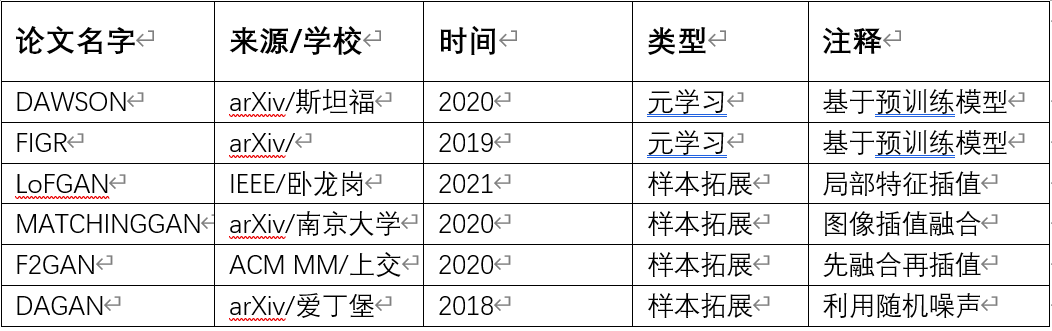 论文名字 来源/学校 时间 类型 注释
DAWSON arXiv/斯坦福 2020 元学习 基于预训练模型
FIGR arXiv/ 2019 元学习 基于预训练模型
LoFGAN IEEE/卧龙岗 2021 样本拓展 局部特征插值
MATCHINGGAN arXiv/南京大学 2020 样本拓展 图像插值融合
F2GAN ACM MM/上交 2020 样本拓展 先融合再插值
DAGAN arXiv/爱丁堡 2018 样本拓展 利用随机噪声